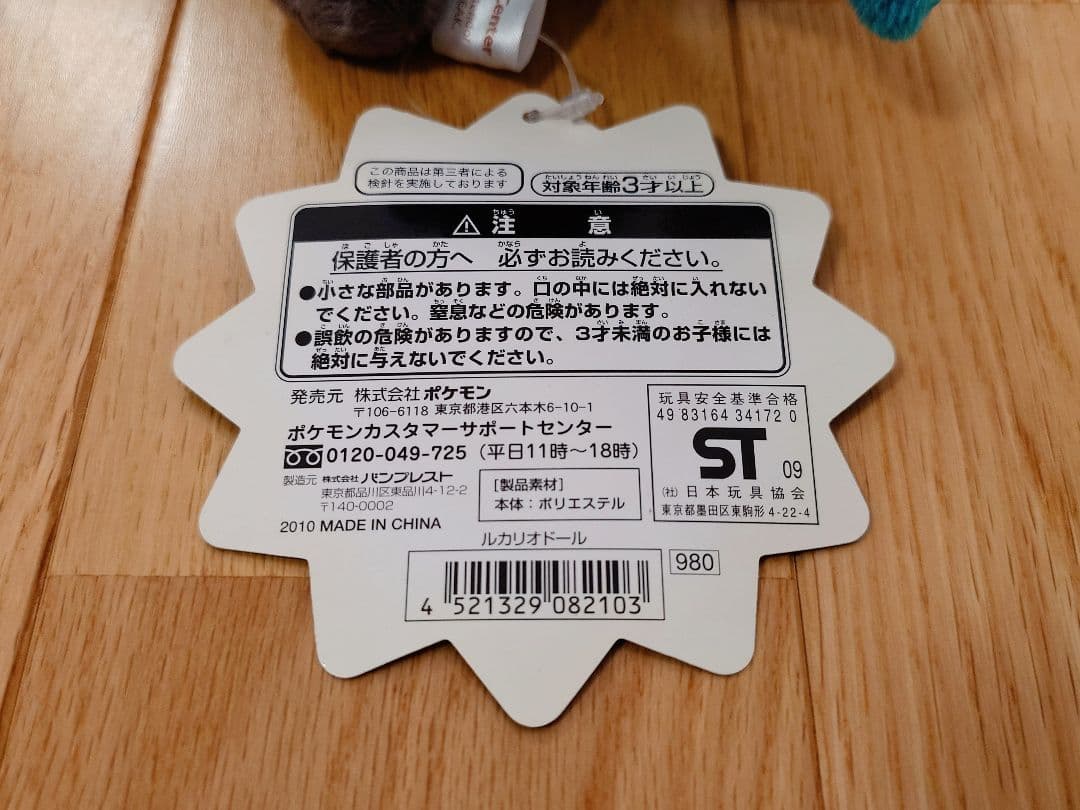 Center
この商品は第三者による
検針を実施しております
対象年齢3才以上
⚠注意
保護者の方へ 必ずお読みください。
●小さな部品があります。口の中には絶対に入れない
でください。窒息などの危険があります。
●誤飲の危険がありますので、3才未満のお子様には
絶対に与えないでください。
発売元 株式会社ポケモン
〒106-6118 東京都港区六本木6-10-1
ポケモンカスタマーサポートセンター
0120-049-725（平日11時〜18時）
製造元 株式会社バンプレスト
東京都品川区東品川4-12-2
〒140-0002
2010 MADE IN CHINA
[製品素材]
本体：ポリエステル
玩具安全基準合格
49 83164 34172 0
ST 09
(社) 日本玩具協会
東京都墨田区東駒形4-22-4
ルカリオドール
980
4 521329 082103